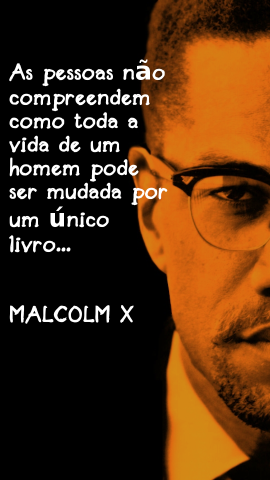 As pessoas não
compreendem
como toda a
vida de um
homem pode
ser mudada por
um único
livro...
MALCOLM X